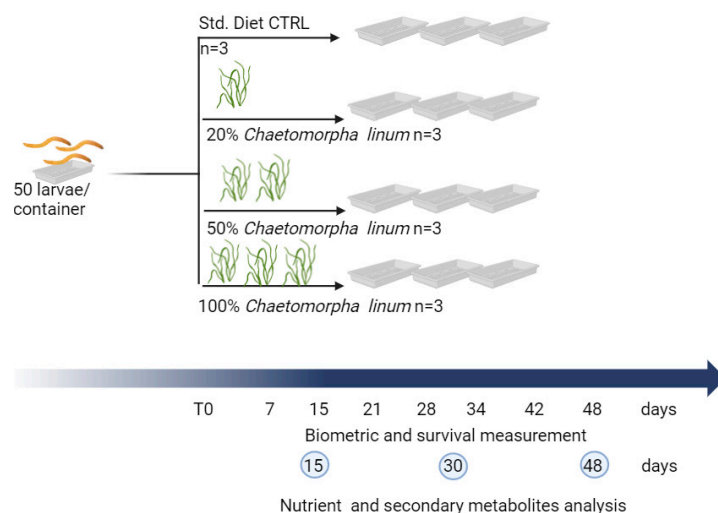 Std. Diet CTRL
n=3
20% Chaetomorpha linum n=3
50 larvae/
container
50% Chaetomorpha linum n=3
100% Chaetomorpha linum n=3
T0 7 15 21 28 34 42 48 days
Biometric and survival measurement
15 30 48 days
Nutrient and secondary metabolites analysis